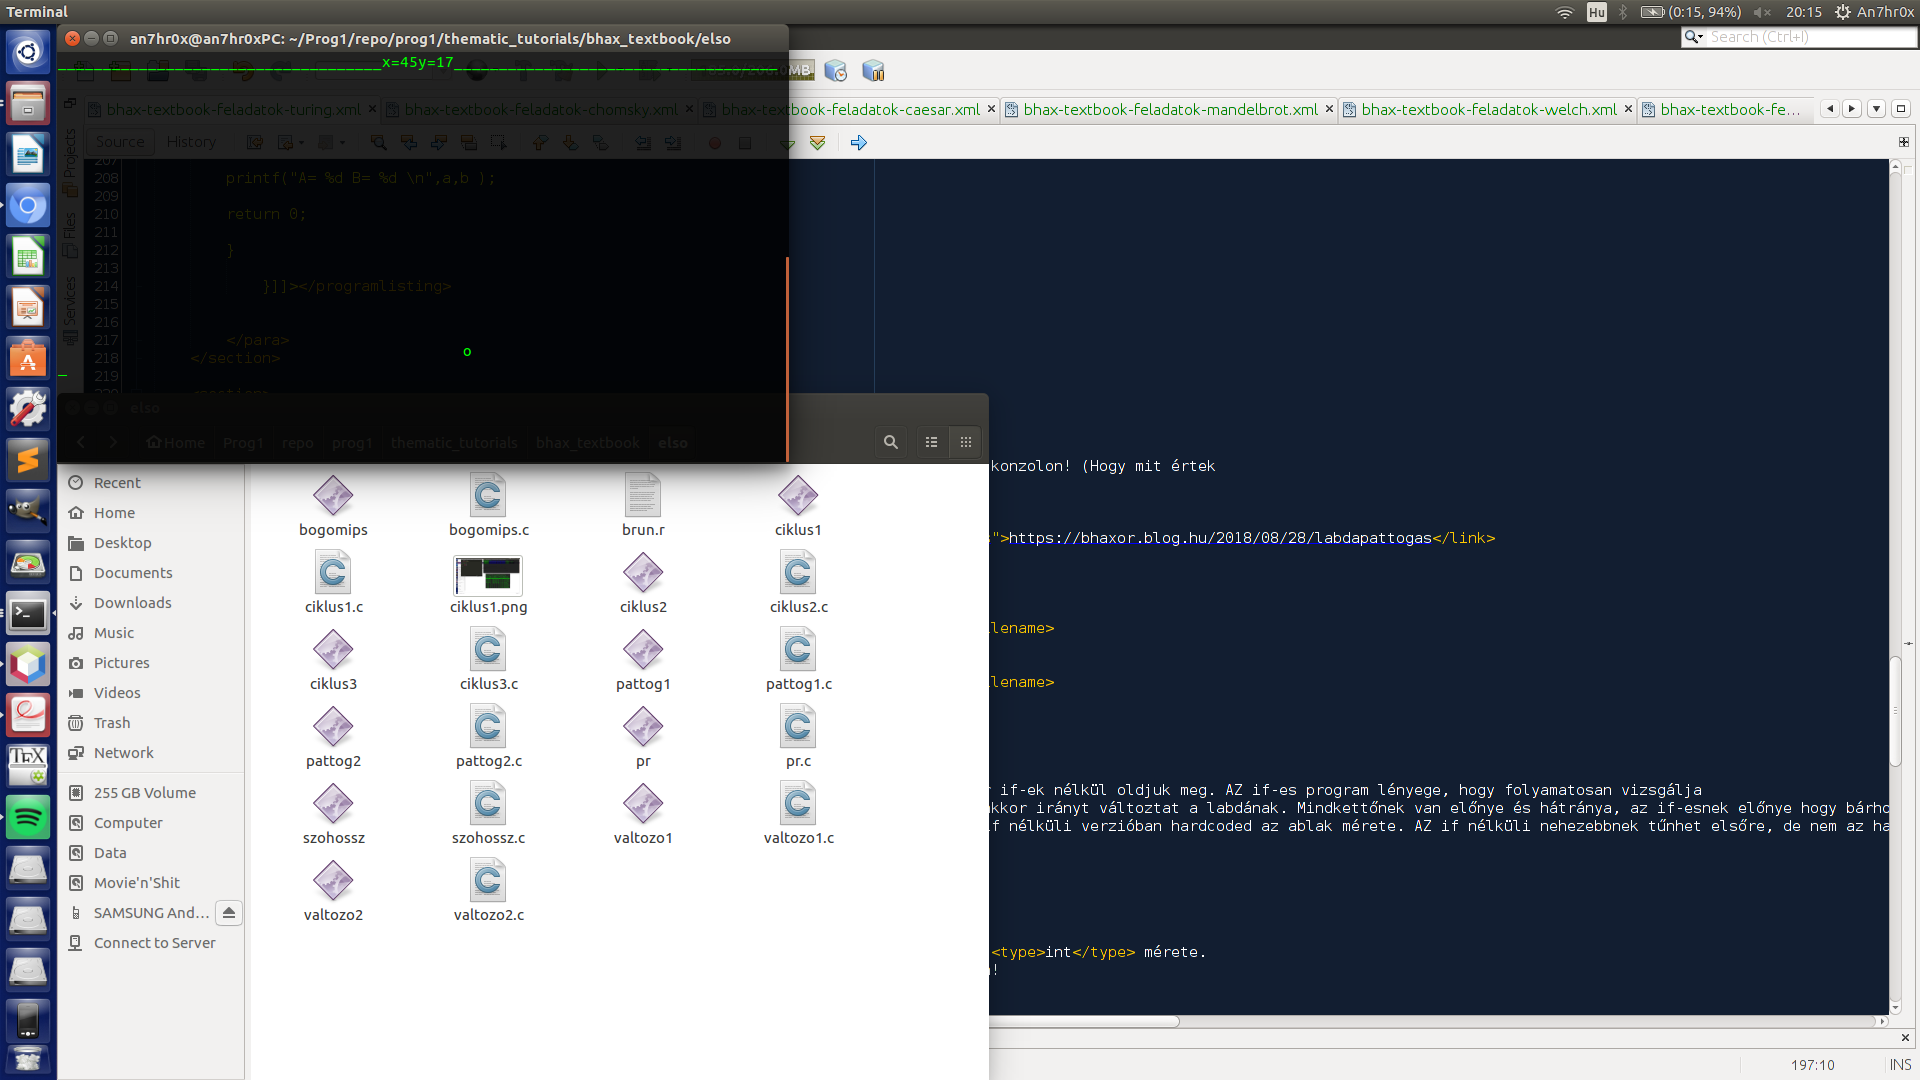 Terminal
Hu
(0:15, 94%)
20:15
An7hr0x
an7hr0x@an7hr0xPC: ~/Prog1/repo/prog1/thematic_tutorials/bhax_textbook/elso
Search (Ctrl+I)
x=45y=17
MB
bhax-textbook-feladatok-turing.xml
bhax-textbook-feladatok-chomsky.xml
bhax-textbook-feladatok-caesar.xml
bhax-textbook-feladatok-mandelbrot.xml
bhax-textbook-feladatok-welch.xml
bhax-textbook-fe...
Source
History
Projects
Files
Services
207
208 printf("A= %d B= %d \n",a,b );
209
210 return 0;
211
212 }
213
214 }]]></programlisting>
215
216
217 </para>
218 </section>
219
o
elso
Home
Prog1
repo
prog1
thematic_tutorials
bhax_textbook
elso
Recent
Home
Desktop
Documents
Downloads
Music
Pictures
Videos
Trash
Network
255 GB Volume
Computer
Data
Movie'n'Shit
SAMSUNG And...
Connect to Server
bogomips
bogomips.c
brun.r
ciklus1
ciklus1.c
ciklus1.png
ciklus2
ciklus2.c
ciklus3
ciklus3.c
pattog1
pattog1.c
pattog2
pattog2.c
pr
pr.c
szohossz
szohossz.c
valtozo1
valtozo1.c
valtozo2
valtozo2.c
konzolon! (Hogy mit értek
">https://bhaxor.blog.hu/2018/08/28/labdapattogas</link>
lename>
lename>
if-ek nélkül oldjuk meg. AZ if-es program lényege, hogy folyamatosan vizsgálja
akkor irányt változtat a labdának. Mindkettőnek van előnye és hátránya, az if-esnek előnye hogy bárho
if nélküli verzióban hardcoded az ablak mérete. AZ if nélküli nehezebbnek tűnhet elsőre, de nem az ha
<type>int</type> mérete.
!
197:10
INS
TEX